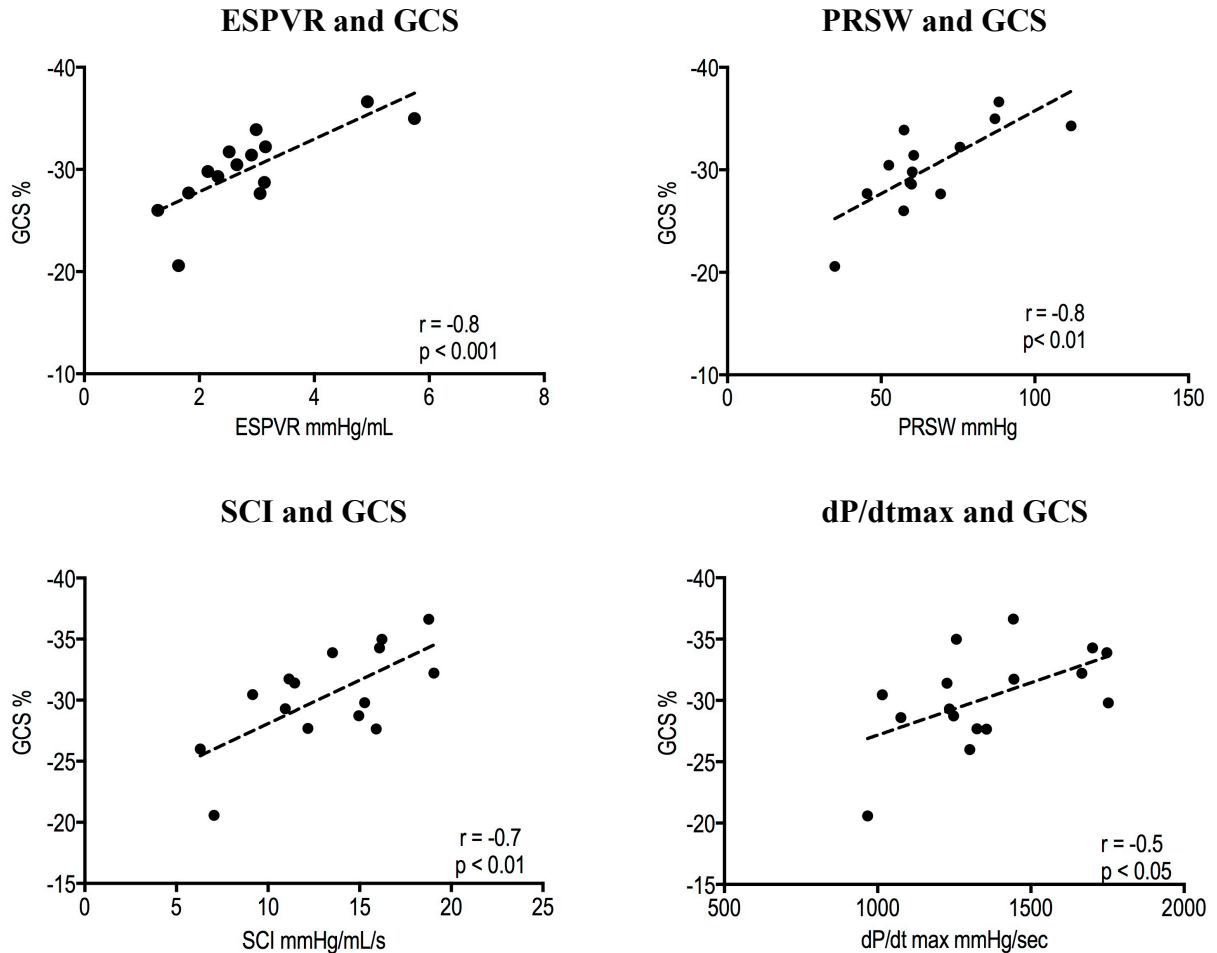 ESPVR and GCS
-40
-30
-20
-10
GCS %
0 2 4 6 8
ESPVR mmHg/mL
r = -0.8
p < 0.001
PRSW and GCS
-40
-30
-20
-10
GCS %
0 50 100 150
PRSW mmHg
r = -0.8
p< 0.01
SCI and GCS
-40
-35
-30
-25
-20
-15
GCS %
0 5 10 15 20 25
SCI mmHg/mL/s
r = -0.7
p < 0.01
dP/dtmax and GCS
-40
-35
-30
-25
-20
-15
GCS %
500 1000 1500 2000
dP/dt max mmHg/sec
r = -0.5
p < 0.05